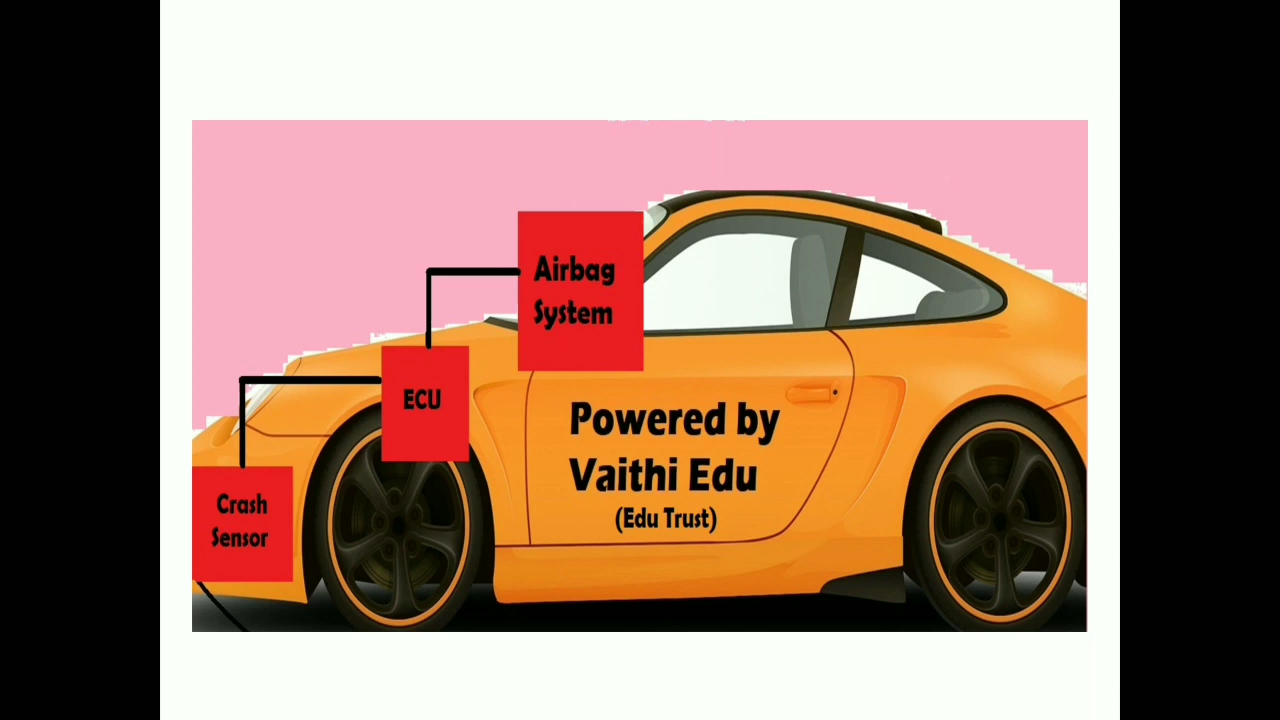 Airbag
System
ECU
Crash
Sensor
Powered by
Vaithi Edu
(Edu Trust)